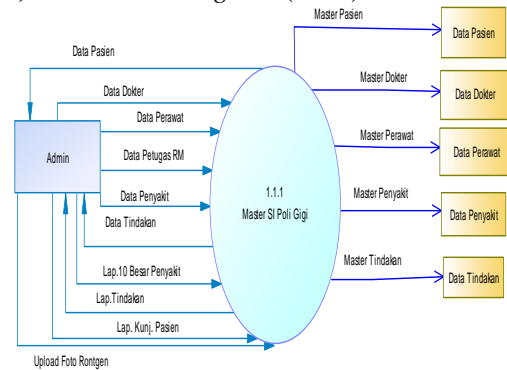 Master Pasien
Data Pasien
Data Pasien
Master Dokter
Data Dokter
Data Dokter
Data Perawat
Master Perawat
Data Perawat
Admin
Data Petugas RM
1.1.1
Master SI Poli Gigi
Data Penyakit
Master Penyakit
Data Penyakit
Data Tindakan
Master Tindakan
Data Tindakan
Lap.10 Besar Penyakit
Lap.Tindakan
Lap. Kunj. Pasien
Upload Foto Rontgen